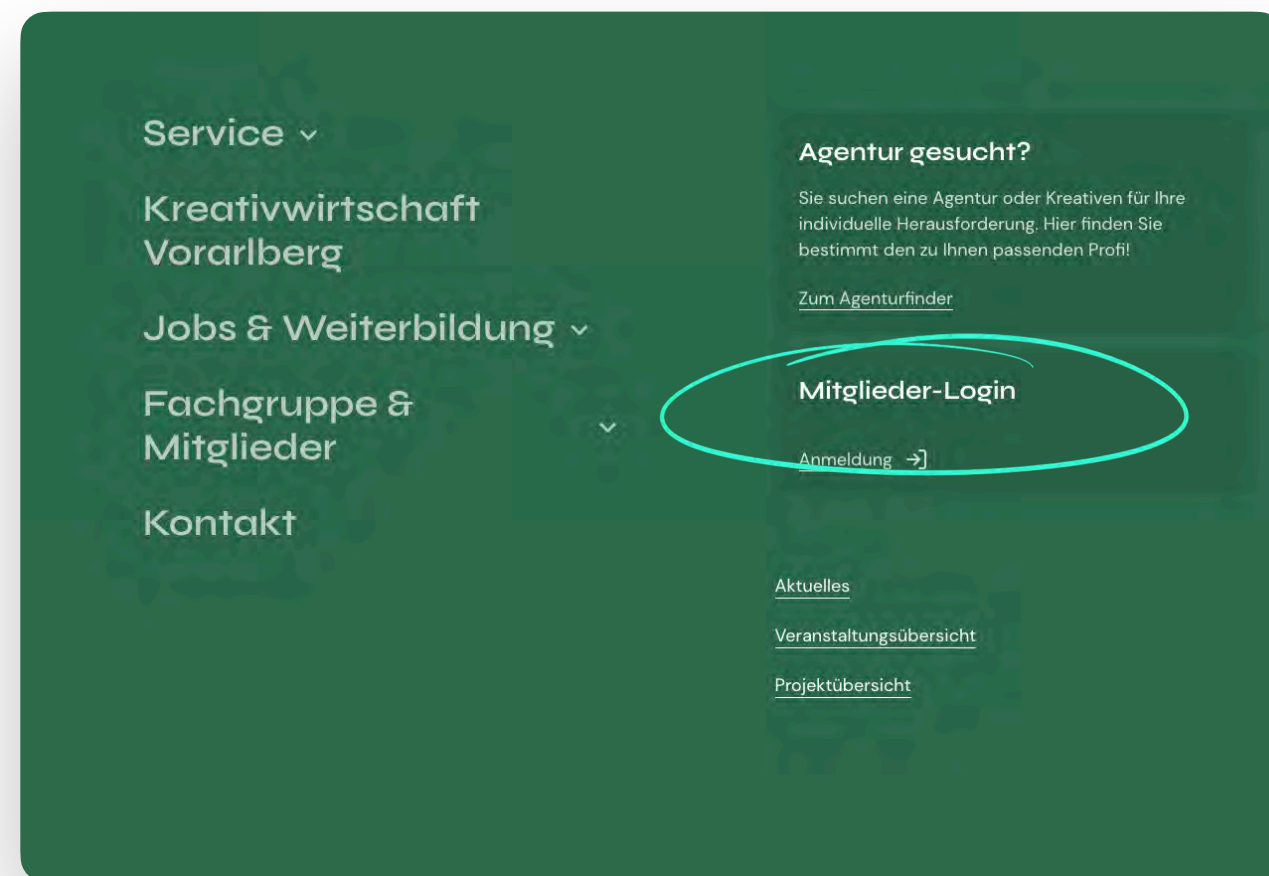 Service
Kreativwirtschaft
Vorarlberg
Jobs & Weiterbildung
Fachgruppe &
Mitglieder
Kontakt
Agentur gesucht?
Sie suchen eine Agentur oder Kreativen für Ihre
individuelle Herausforderung. Hier finden Sie
bestimmt den zu Ihnen passenden Profi!
Zum Agenturfinder
Mitglieder-Login
Anmeldung
Aktuelles
Veranstaltungsübersicht
Projektübersicht